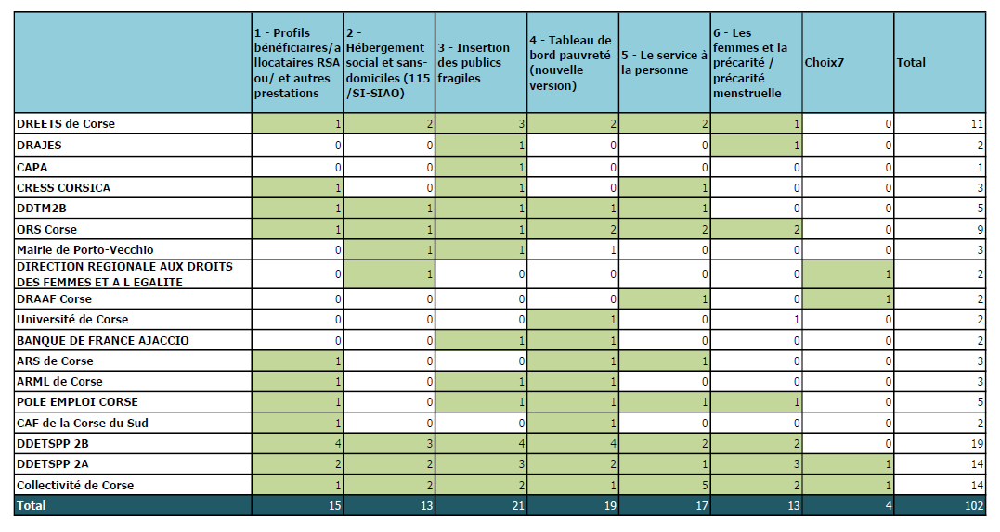 1 - Profils bénéficiaires/a llocataires RSA ou/ et autres prestations | 2 - Hébergement social et sans-domiciles (115 /SI-SIAO) | 3 - Insertion des publics fragiles | 4 - Tableau de bord pauvreté (nouvelle version) | 5 - Le service à la personne | 6 - Les femmes et la précarité / précarité menstruelle | Choix7 | Total
DREETS de Corse 1 2 3 2 2 1 0 11
DRAJES 0 0 1 0 0 1 0 2
CAPA 0 0 1 0 0 0 0 1
CRESS CORSICA 1 0 1 0 1 0 0 3
DDTM2B 1 1 1 1 1 0 0 5
ORS Corse 1 1 1 2 2 2 0 9
Mairie de Porto-Vecchio 0 1 1 1 0 0 0 3
DIRECTION REGIONALE AUX DROITS
DES FEMMES ET A L EGALITE 0 1 0 0 0 0 1 2
DRAAF Corse 0 0 0 0 1 0 1 2
Université de Corse 0 0 0 1 0 1 0 2
BANQUE DE FRANCE AJACCIO 0 0 1 1 0 0 0 2
ARS de Corse 1 0 0 1 1 0 0 3
ARML de Corse 1 0 1 1 0 0 0 3
POLE EMPLOI CORSE 1 0 1 1 1 1 0 5
CAF de la Corse du Sud 1 0 0 1 0 0 0 2
DDETSPP 2B 4 3 4 4 2 2 0 19
DDETSPP 2A 2 2 3 2 1 3 1 14
Collectivité de Corse 1 2 2 1 5 2 1 14
Total 15 13 21 19 17 13 4 102